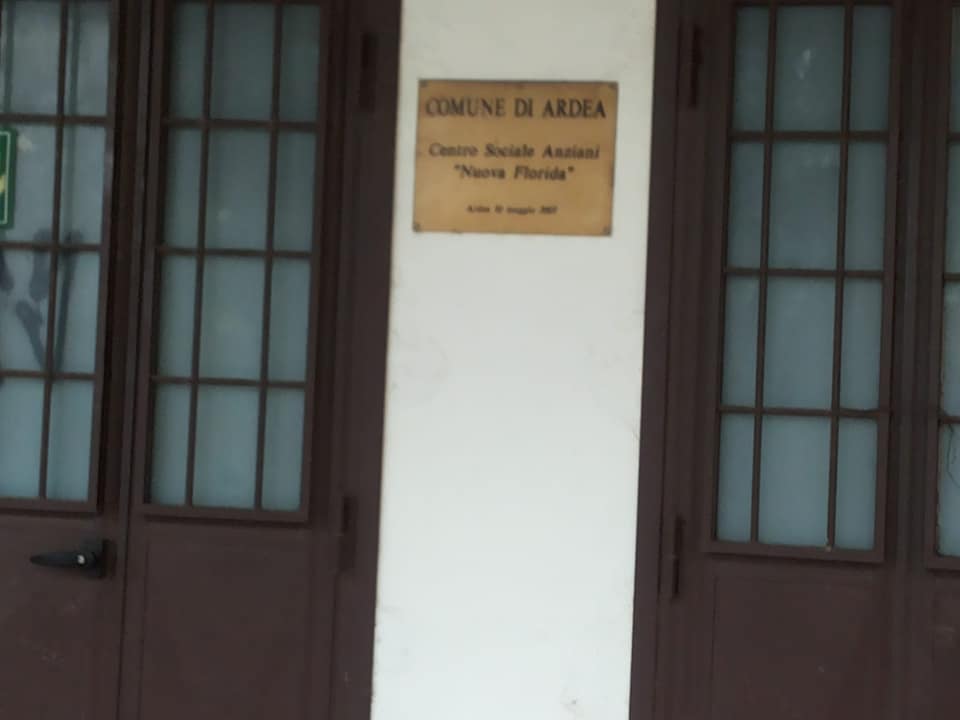 COMUNE DI ARDEA
Centro Sociale Anziani
"Nuova Florida"
Ardea maggio